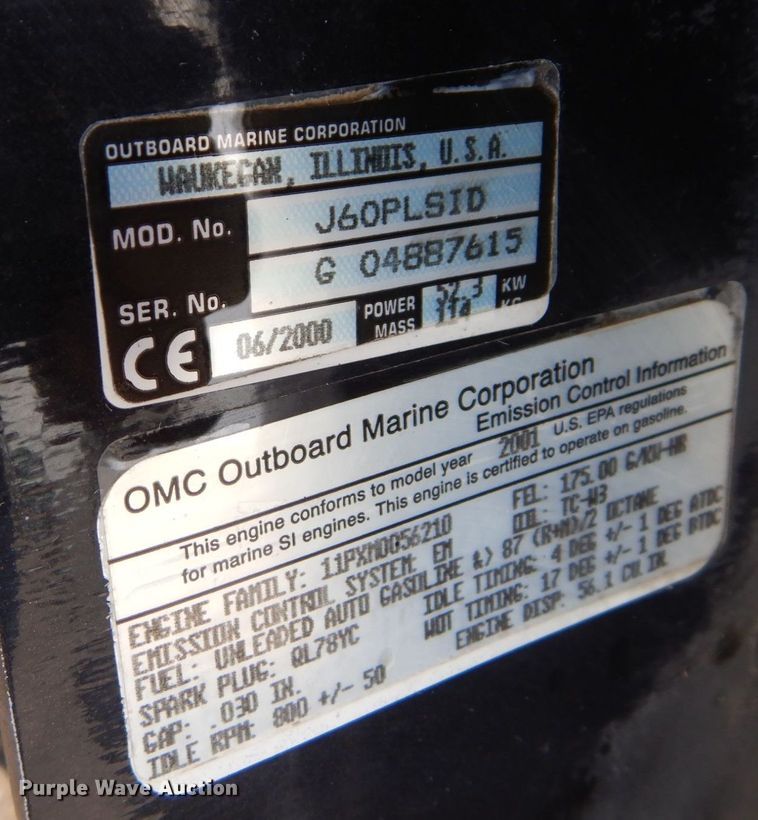 OUTBOARD MARINE CORPORATION
WAUKEGAN, ILLINOIS, U.S.A.
MOD. No. J60PLSID
SER. No. G 04887615
CE 06/2000 POWER KW
MASS KG
OMC Outboard Marine Corporation
Emission Control Information
This engine conforms to model year 2001 U.S. EPA regulations
for marine SI engines. This engine is certified to operate on gasoline.
ENGINE FAMILY: 11PXM0056210 FEL: 175.00 G/KW-HR
EMISSION CONTROL SYSTEM: EM OIL: TC-W3
FUEL: UNLEADED AUTO GASOLINE &) 87 (R+M)/2 OCTANE
SPARK PLUG: QL78YC IDLE TIMING: 4 DEG +/- 1 DEG ATDC
GAP: .030 IN. WOT TIMING: 17 DEG +/- 1 DEG BTDC
IDLE RPM: 800 +/- 50 ENGINE DISP: 56.1 CU IN
Purple Wave Auction